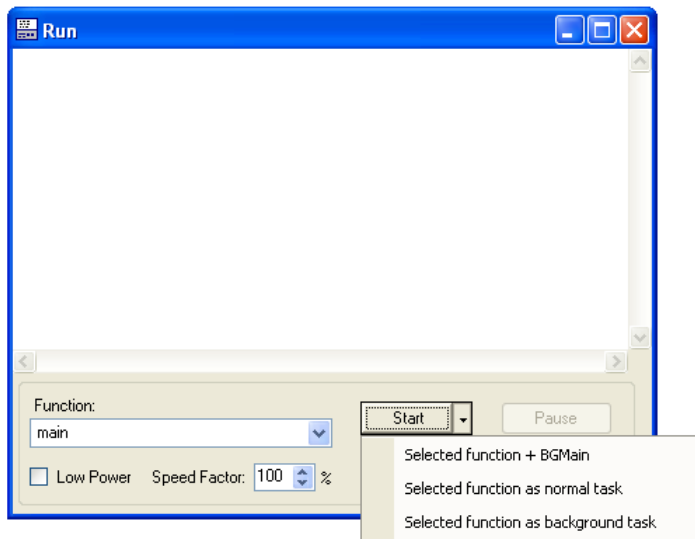 Run
Function:
main
Start
Pause
Low Power
Speed Factor: 100 %
Selected function + BGMain
Selected function as normal task
Selected function as background task